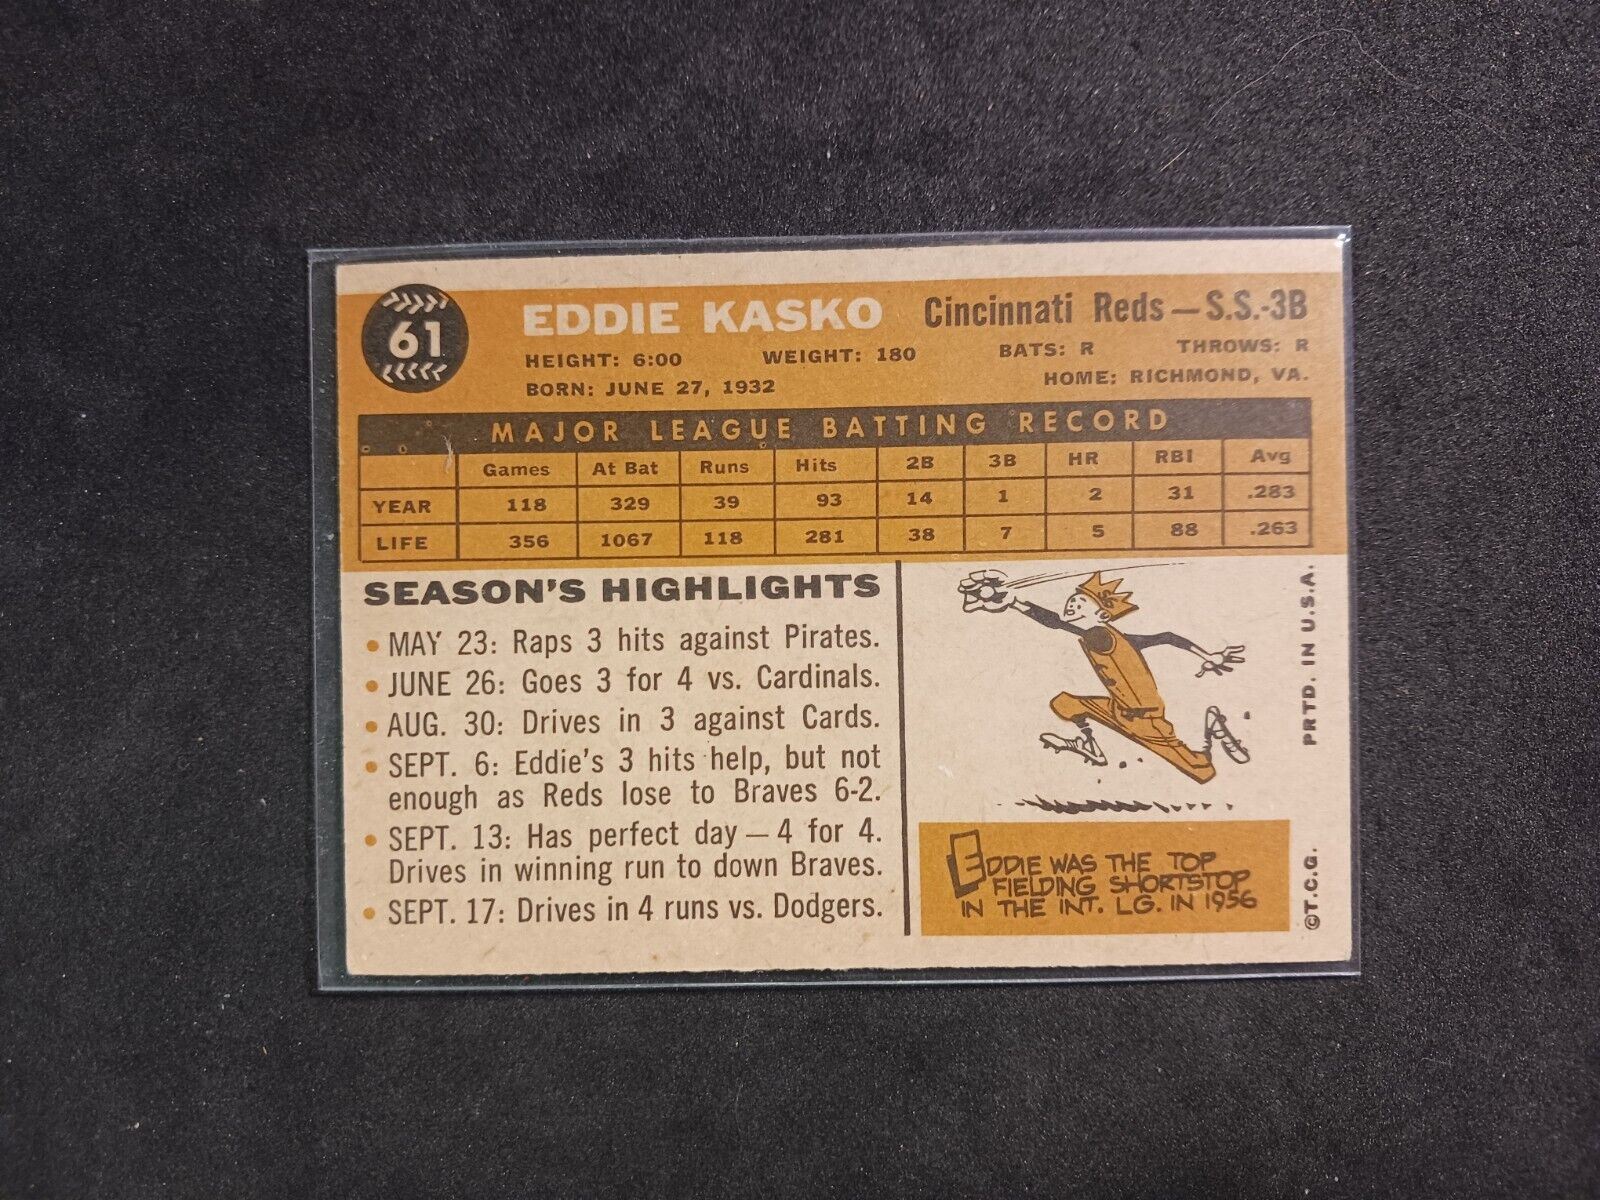 61
EDDIE KASKO Cincinnati Reds — S.S.-3B
HEIGHT: 6:00 WEIGHT: 180 BATS: R THROWS: R
BORN: JUNE 27, 1932 HOME: RICHMOND, VA.
MAJOR LEAGUE BATTING RECORD
Games At Bat Runs Hits 2B 3B HR RBI Avg
YEAR 118 329 39 93 14 1 2 31 .283
LIFE 356 1067 118 281 38 7 5 88 .263
SEASON'S HIGHLIGHTS
• MAY 23: Raps 3 hits against Pirates.
• JUNE 26: Goes 3 for 4 vs. Cardinals.
• AUG. 30: Drives in 3 against Cards.
• SEPT. 6: Eddie's 3 hits help, but not
enough as Reds lose to Braves 6-2.
• SEPT. 13: Has perfect day — 4 for 4.
Drives in winning run to down Braves.
• SEPT. 17: Drives in 4 runs vs. Dodgers.
EDDIE WAS THE TOP
FIELDING SHORTSTOP
IN THE INT. LG. IN 1956
©T.C.G. PRTD. IN U.S.A.